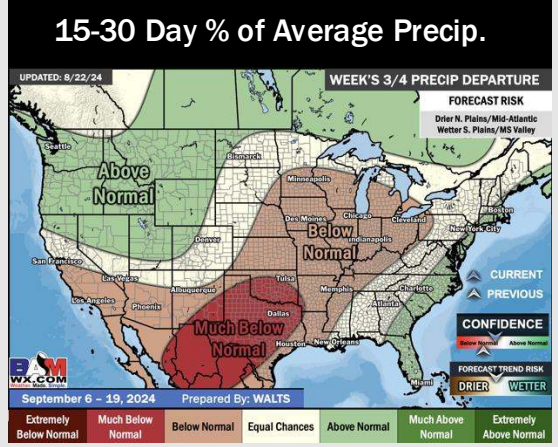 15-30 Day % of Average Precip.
UPDATED: 8/22/24
WEEK'S 3/4 PRECIP DEPARTURE
FORECAST RISK
Drier N. Plains/Mid-Atlantic
Wetter S. Plains/MS Valley
Seattle
Bismarck
Above
Normal
Minneapolis
Boston
Des Moines
Chicago
Cleveland
New York City
Below
Normal
Indianapolis
Denver
San Francisco
Las Vegas
CURRENT
PREVIOUS
Los Angeles
Albuquerque
Tulsa
Memphis
Charlotte
Phoenix
Atlanta
Dallas
CONFIDENCE
Below Normal
Above Normal
Much Below
Normal
Houston
New Orleans
BAM
WX.COM
Weather Made Simple
FORECAST TREND RISK
DRIER
WETTER
Miami
September 6 – 19, 2024
Prepared By: WALTS
Extremely
Below Normal
Much Below
Normal
Below Normal
Equal Chances
Above Normal
Much Above
Normal
Extremely
Above Normal